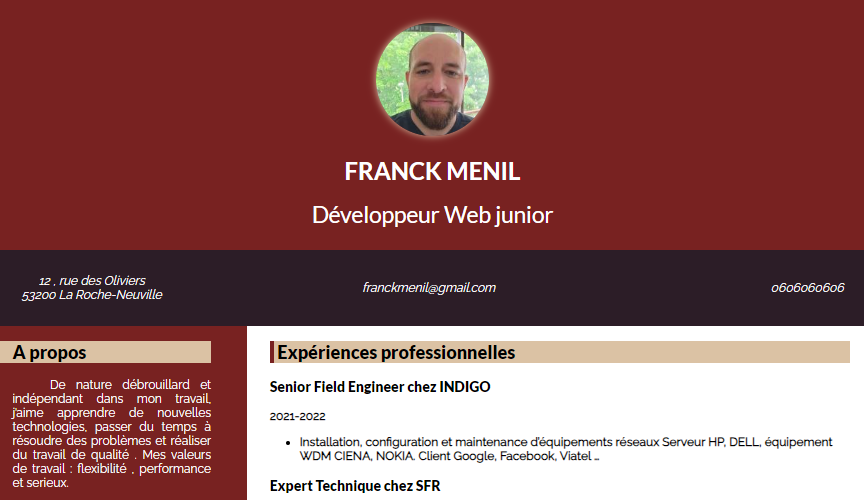 FRANCK MENIL
Développeur Web junior
12 , rue des Oliviers
53200 La Roche-Neuville
franckmenil@gmail.com
0606060606
A propos
De nature débrouillard et
indépendant dans mon travail,
j'aime apprendre de nouvelles
technologies, passer du temps à
résoudre des problèmes et réaliser
du travail de qualité . Mes valeurs
de travail : flexibilité , performance
et serieux.
Expériences professionnelles
Senior Field Engineer chez INDIGO
2021-2022
• Installation, configuration et maintenance d'équipements réseaux Serveur HP, DELL, équipement
WDM CIENA, NOKIA. Client Google, Facebook, Viatel ...
Expert Technique chez SFR